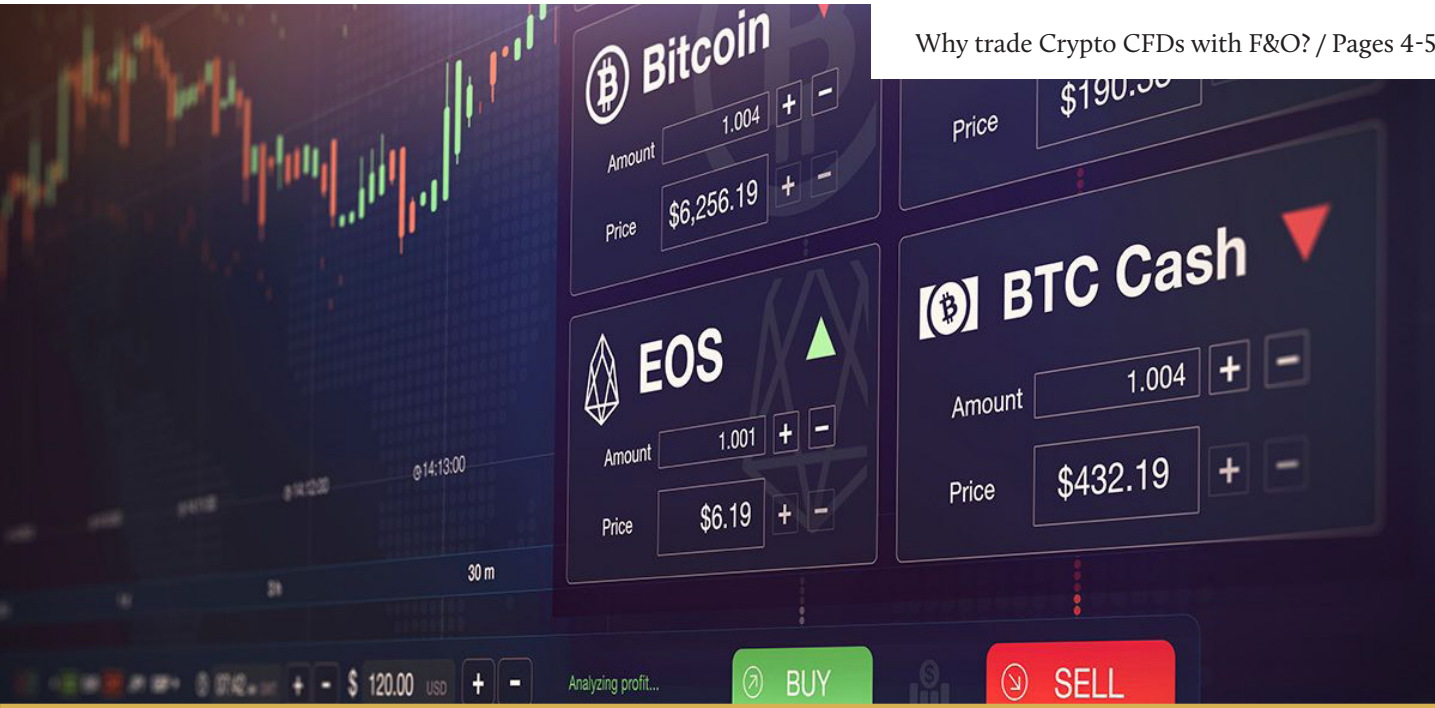 Why trade Crypto CFDs with F&O? / Pages 4-5
Bitcoin
Amount 1.004 + −
Price $6,256.19 + −
Price
EOS
Amount 1.001 + −
Price $6.19 + −
BTC Cash
Amount 1.004 + −
Price $432.19 + −
14:13:00
30 m
+ - $ 120.00 USD + -
Analyzing profit...
BUY
SELL